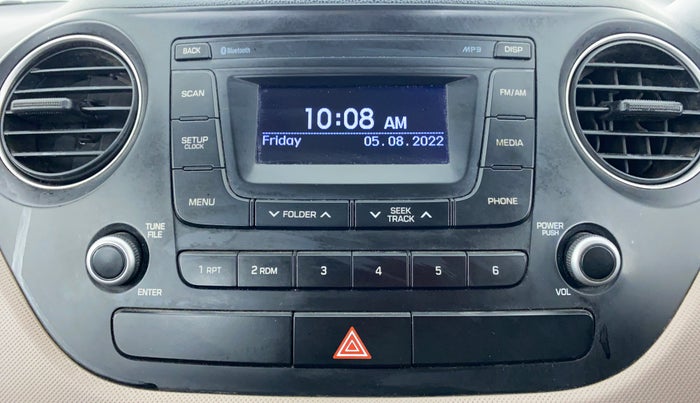 BACK
Bluetooth
MP3
DISP
SCAN
10:08 AM
FM/AM
SETUP
CLOCK
Friday 05.08.2022
MEDIA
MENU
FOLDER
SEEK
TRACK
PHONE
TUNE
FILE
POWER
PUSH
1 RPT
2 RDM
3
4
5
6
ENTER
VOL